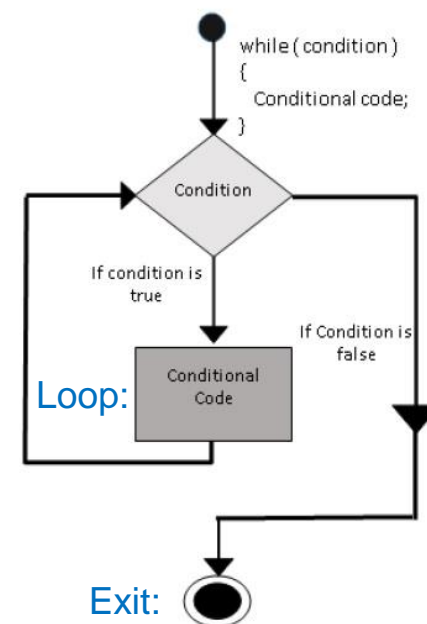 while ( condition )
{
Conditional code;
}
Condition
If condition is
true
If Condition is
false
Loop:
Conditional
Code
Exit: